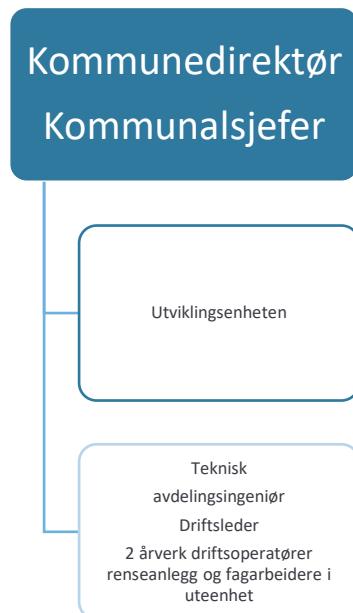 Kommunedirektør
Kommunalsjefer
Utviklingsenheten
Teknisk
avdelingsingeniør
Driftsleder
2 årverk driftsoperatører
renseanlegg og fagarbeidere i
uteenhet